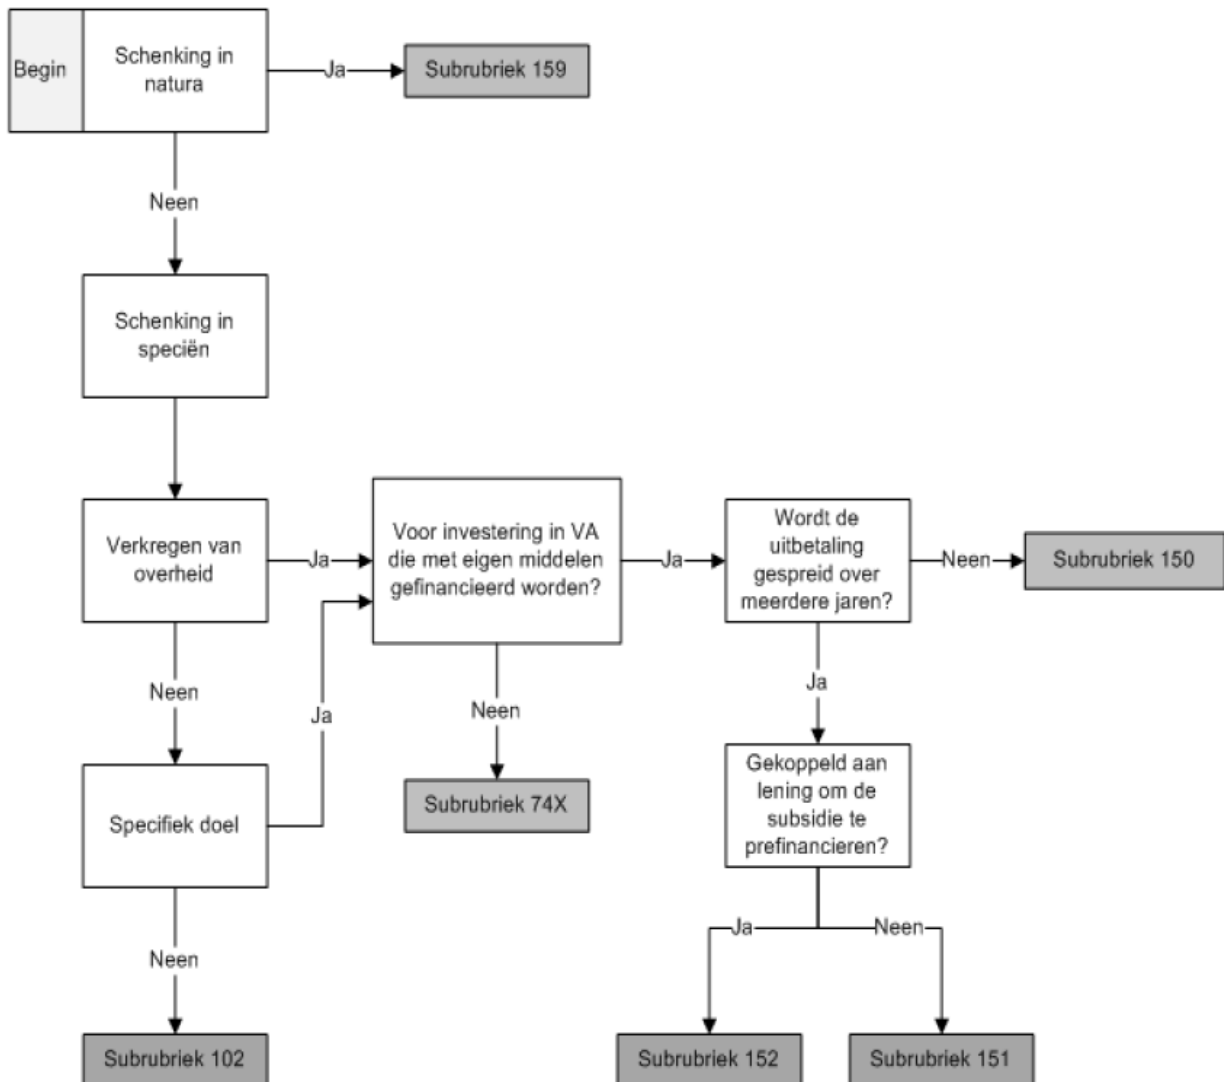 Begin
Schenking in
natura
Ja
Subrubriek 159
Neen
Schenking in
speciën
Verkregen van
overheid
Ja
Voor investering in VA
die met eigen middelen
gefinancieerd worden?
Ja
Wordt de
uitbetaling
gespreid over
meerdere jaren?
Neen
Subrubriek 150
Neen
Ja
Neen
Ja
Specifiek doel
Subrubriek 74X
Gekoppeld aan
lening om de
subsidie te
prefinancieren?
Neen
Ja
Neen
Subrubriek 102
Subrubriek 152
Subrubriek 151